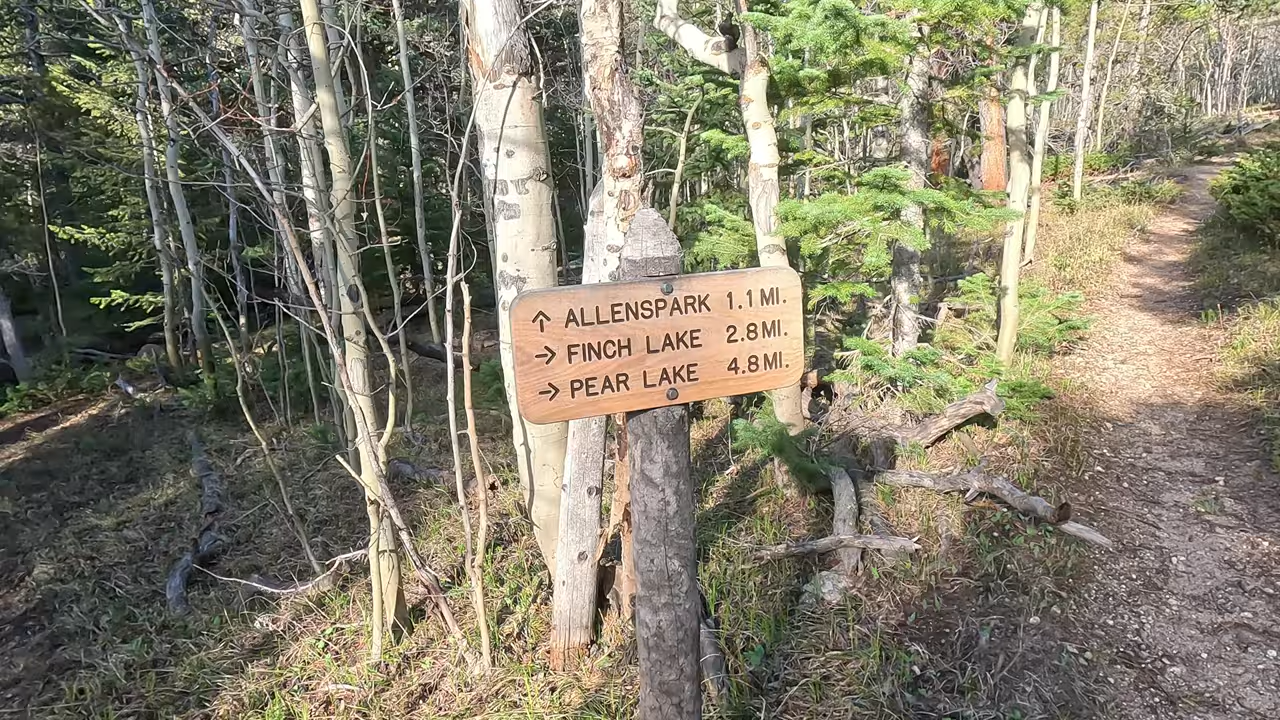 ↑ ALLENSPARK 1.1 MI.
→ FINCH LAKE 2.8 MI.
→ PEAR LAKE 4.8 MI.